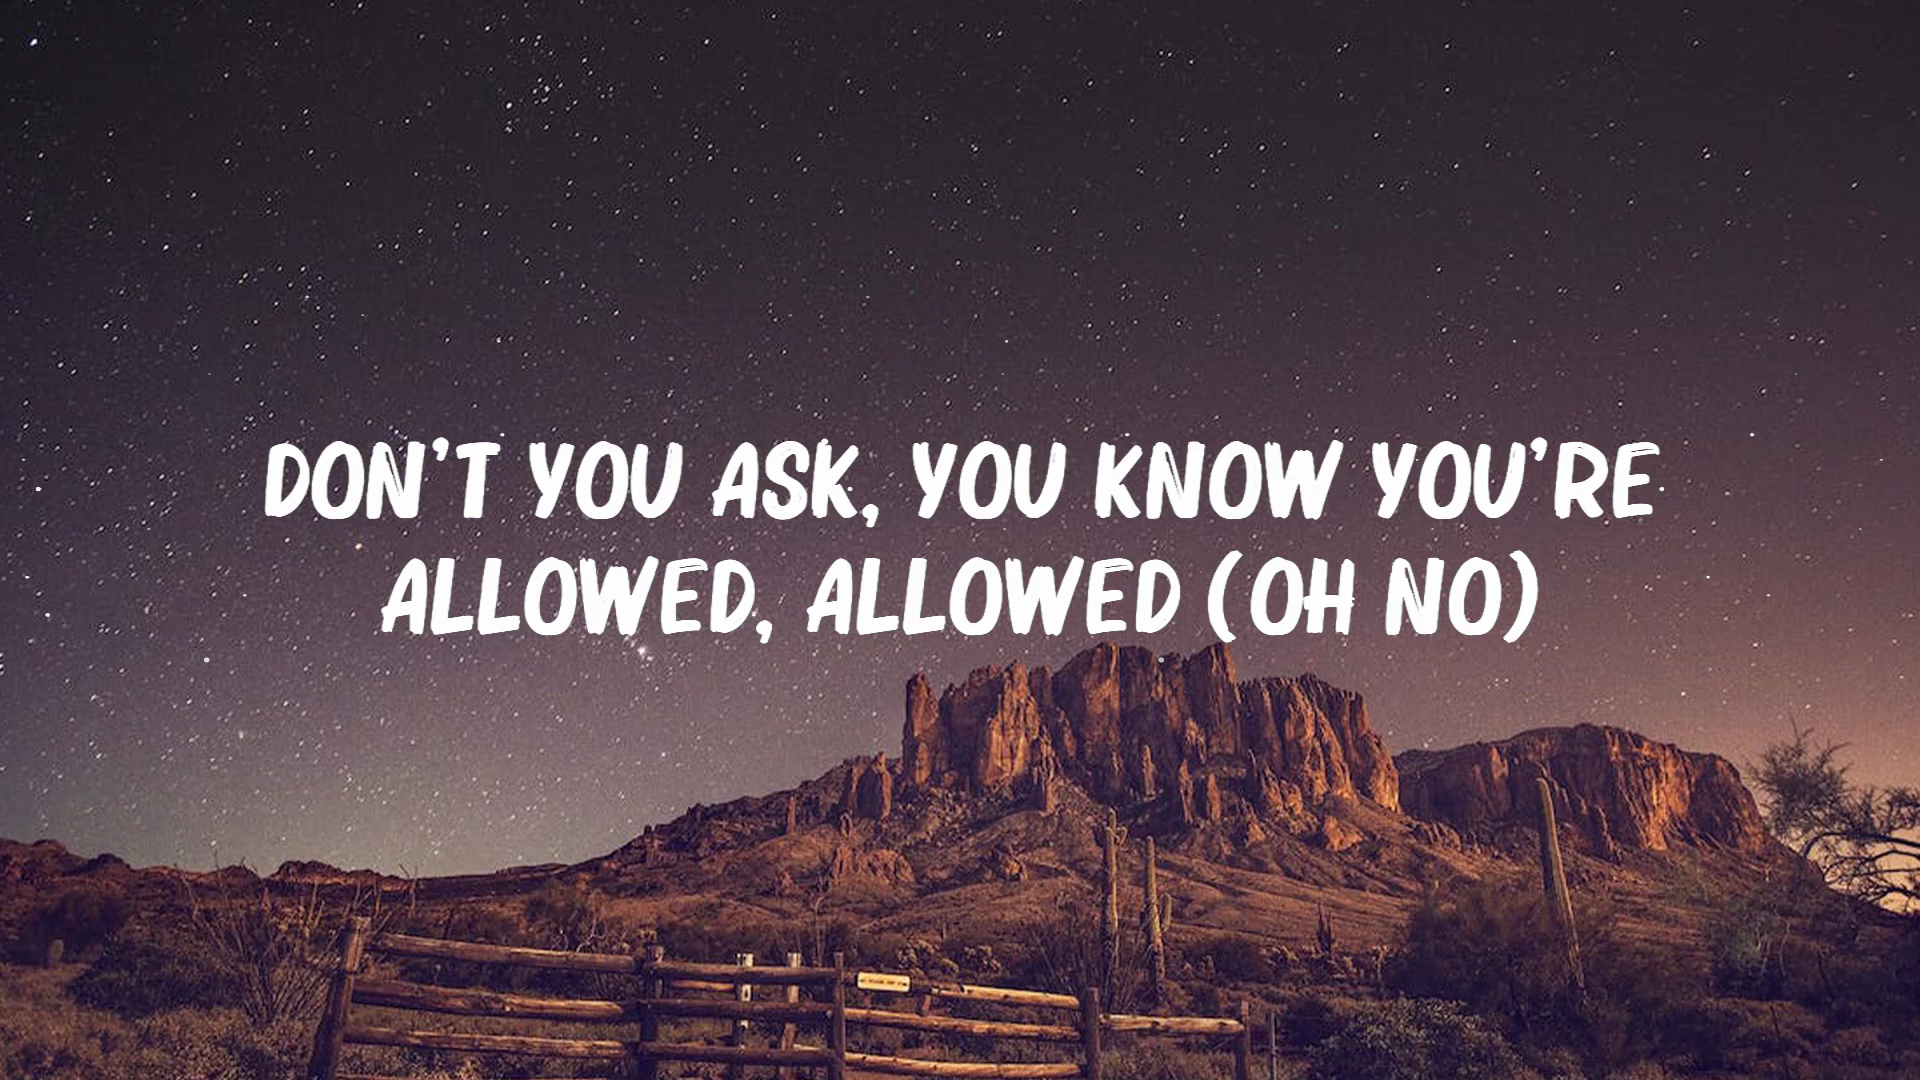 DON'T YOU ASK, YOU KNOW YOU'RE
ALLOWED, ALLOWED (OH NO)